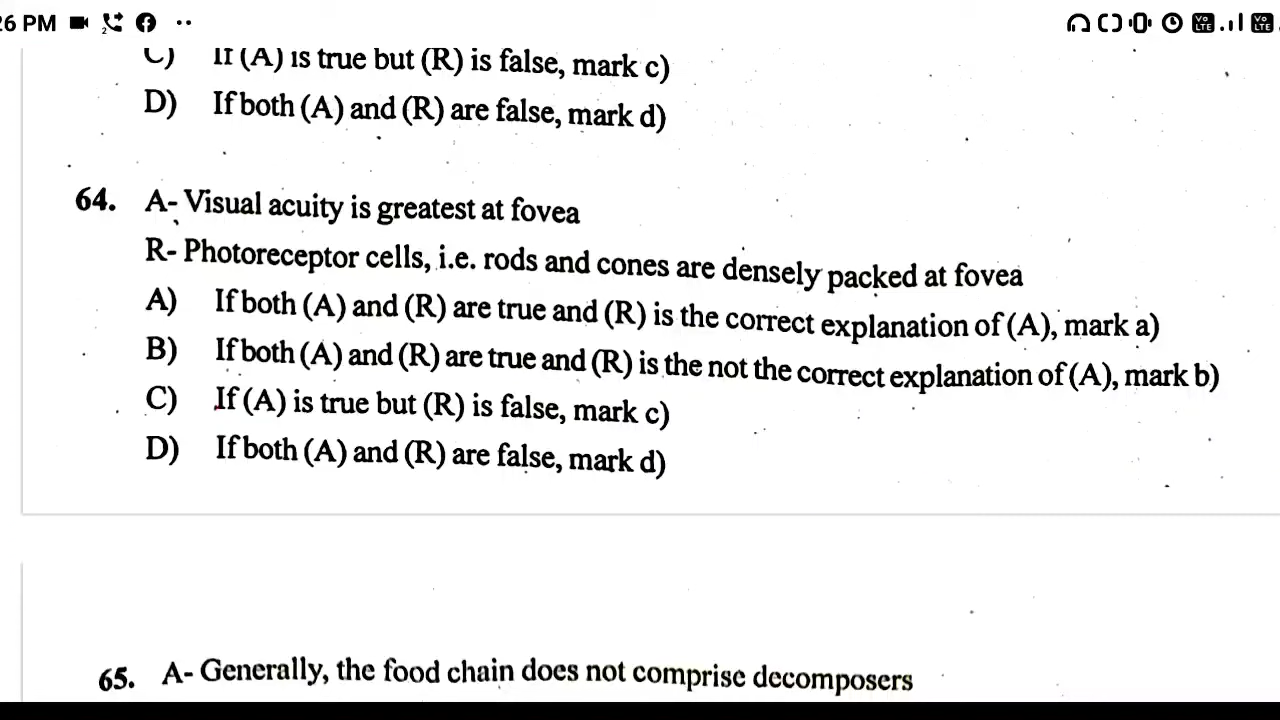 26 PM
C) If (A) is true but (R) is false, mark c)
D) If both (A) and (R) are false, mark d)
64. A- Visual acuity is greatest at fovea
R- Photoreceptor cells, i.e. rods and cones are densely packed at fovea
A) If both (A) and (R) are true and (R) is the correct explanation of (A), mark a)
B) If both (A) and (R) are true and (R) is the not the correct explanation of (A), mark b)
C) If (A) is true but (R) is false, mark c)
D) If both (A) and (R) are false, mark d)
65. A- Generally, the food chain does not comprise decomposers